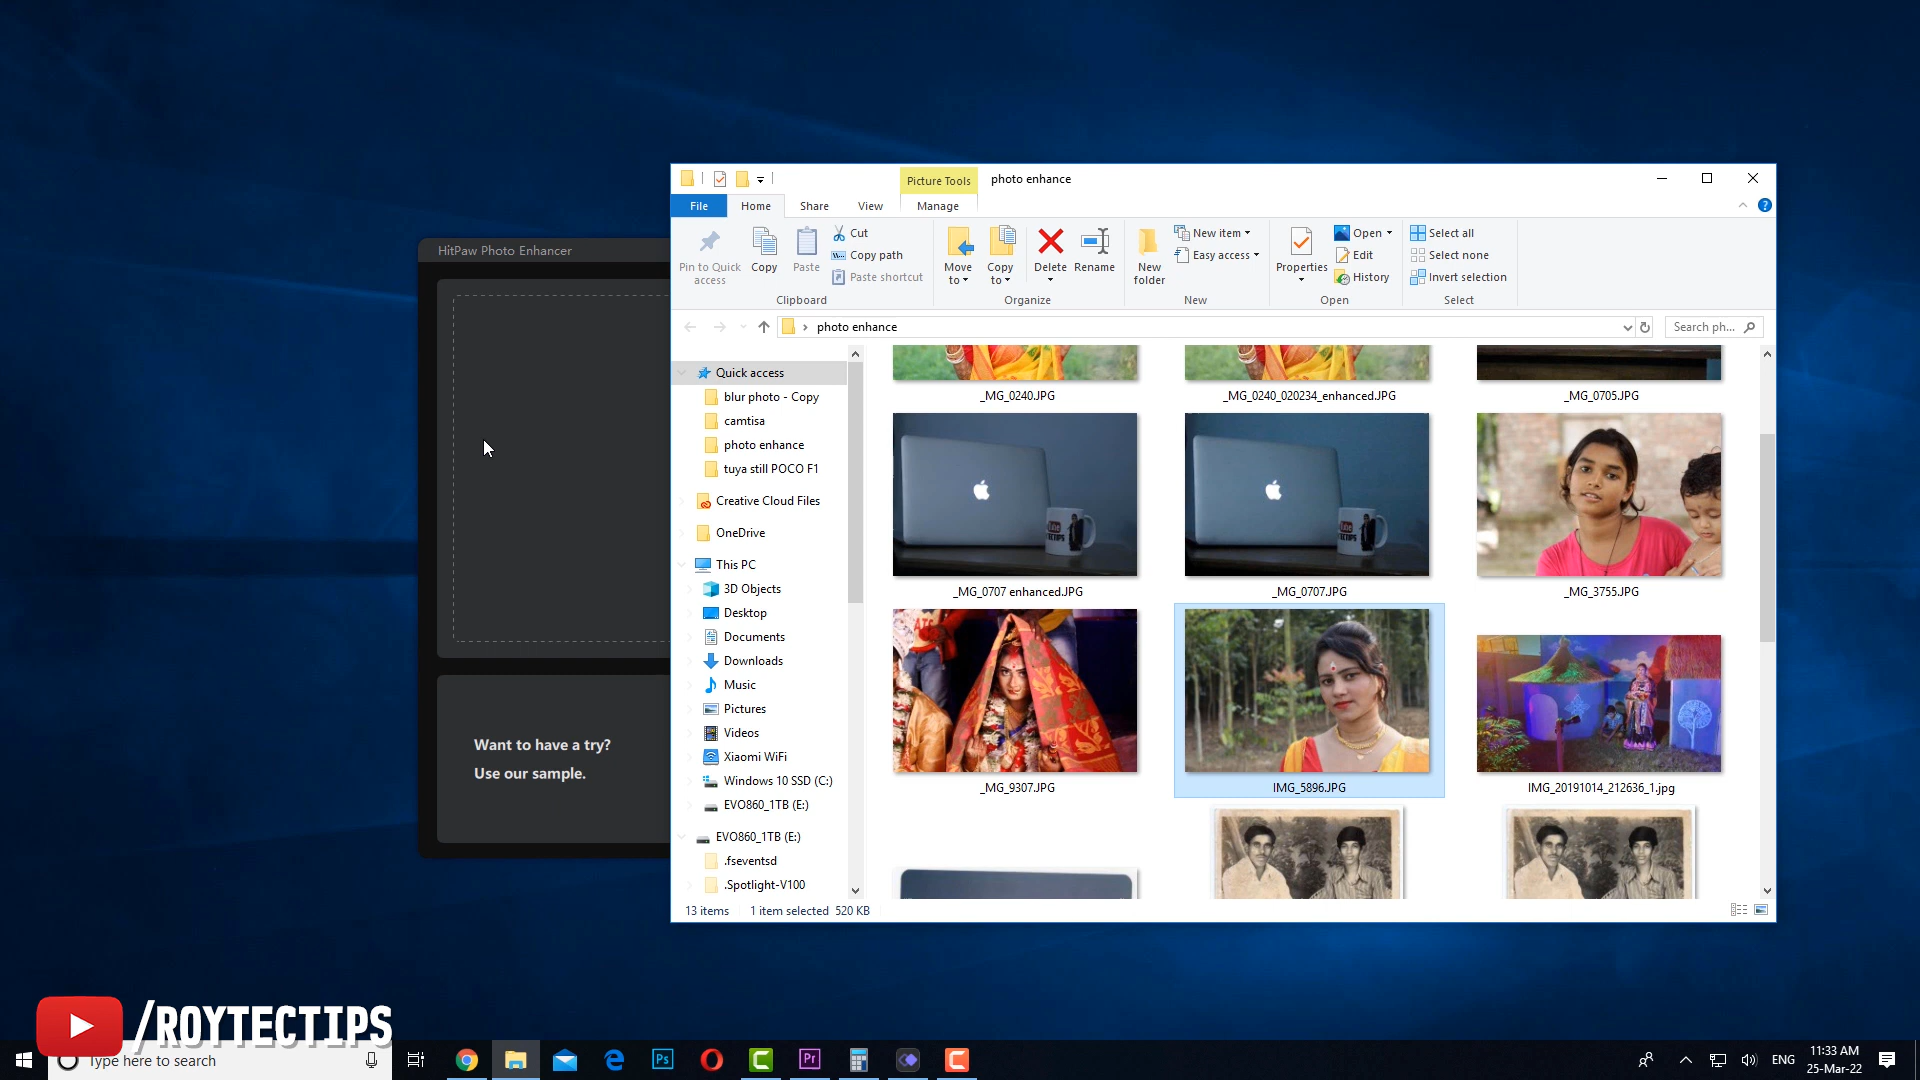 HitPaw Photo Enhancer
Want to have a try?
Use our sample.
Picture Tools
photo enhance
File
Home
Share
View
Manage
Pin to Quick access
Copy
Paste
Cut
Copy path
Paste shortcut
Clipboard
Move to
Copy to
Delete
Rename
Organize
New folder
New item
Easy access
New
Properties
Open
Edit
History
Open
Select all
Select none
Invert selection
Select
photo enhance
Search ph...
Quick access
blur photo - Copy
camtisa
photo enhance
tuya still POCO F1
Creative Cloud Files
OneDrive
This PC
3D Objects
Desktop
Documents
Downloads
Music
Pictures
Videos
Xiaomi WiFi
Windows 10 SSD (C:)
EVO860_1TB (E:)
EVO860_1TB (E:)
.fseventsd
.Spotlight-V100
_MG_0240.JPG
_MG_0240_020234_enhanced.JPG
_MG_0705.JPG
_MG_0707 enhanced.JPG
_MG_0707.JPG
_MG_3755.JPG
_MG_9307.JPG
IMG_5896.JPG
IMG_20191014_212636_1.jpg
13 items
1 item selected 520 KB
/ROYTECTIPS
Type here to search
Ps
Pr
ENG
11:33 AM
25-Mar-22